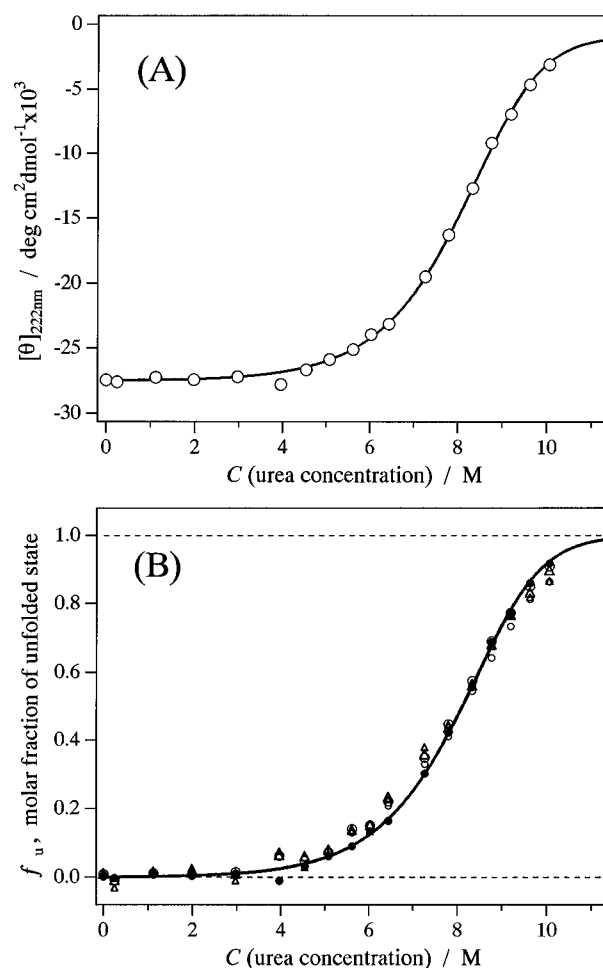 (A)
0
-5
-10
-15
-20
-25
-30
[θ]222nm / deg cm²dmol⁻¹x10³
0 2 4 6 8 10
C (urea concentration) / M
(B)
1.0
0.8
0.6
0.4
0.2
0.0
f u , molar fraction of unfolded state
0 2 4 6 8 10
C (urea concentration) / M